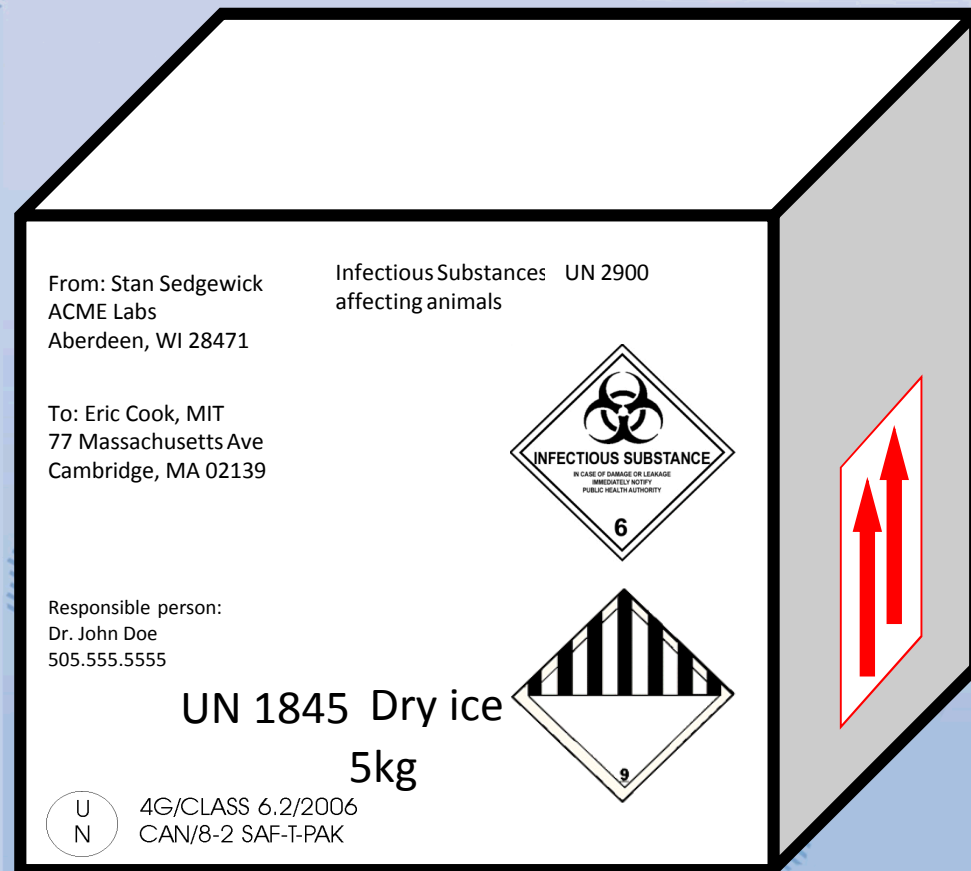 From: Stan Sedgewick
ACME Labs
Aberdeen, WI 28471
Infectious Substances UN 2900
affecting animals
To: Eric Cook, MIT
77 Massachusetts Ave
Cambridge, MA 02139
INFECTIOUS SUBSTANCE
IN CASE OF DAMAGE OR LEAKAGE
IMMEDIATELY NOTIFY
PUBLIC HEALTH AUTHORITY
6
Responsible person:
Dr. John Doe
505.555.5555
UN 1845 Dry ice
5kg
9
U
N
4G/CLASS 6.2/2006
CAN/8-2 SAF-T-PAK